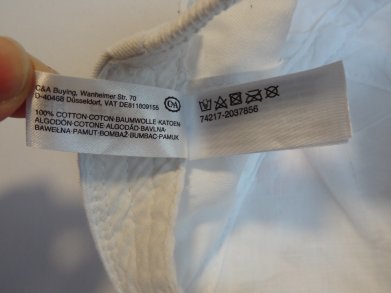 C&A Buying, Wanheimer Str. 70
D-40468 Düsseldorf, VAT DE811809155
C&A
100% COTTON-COTON-BAUMWOLLE-KATOEN
ALGODÓN-COTONE-ALGODÃO-BAVLNA-
BAWEŁNA-PAMUT-BOMBAŽ-BUMBAC-PAMUK
74217-2037856